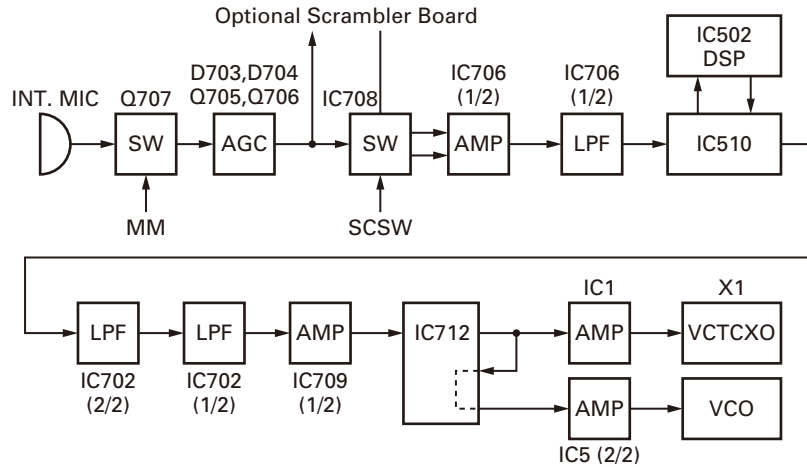 Optional Scrambler Board
INT. MIC
Q707
D703,D704
Q705,Q706
IC708
IC706
(1/2)
IC706
(1/2)
IC502
DSP
SW
AGC
SW
AMP
LPF
IC510
MM
SCSW
LPF
IC702
(2/2)
LPF
IC702
(1/2)
AMP
IC709
(1/2)
IC712
IC1
AMP
X1
VCTCXO
AMP
IC5 (2/2)
VCO